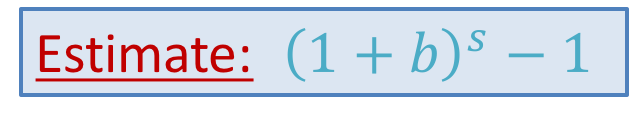 Estimate: $(1 + b)^s - 1$